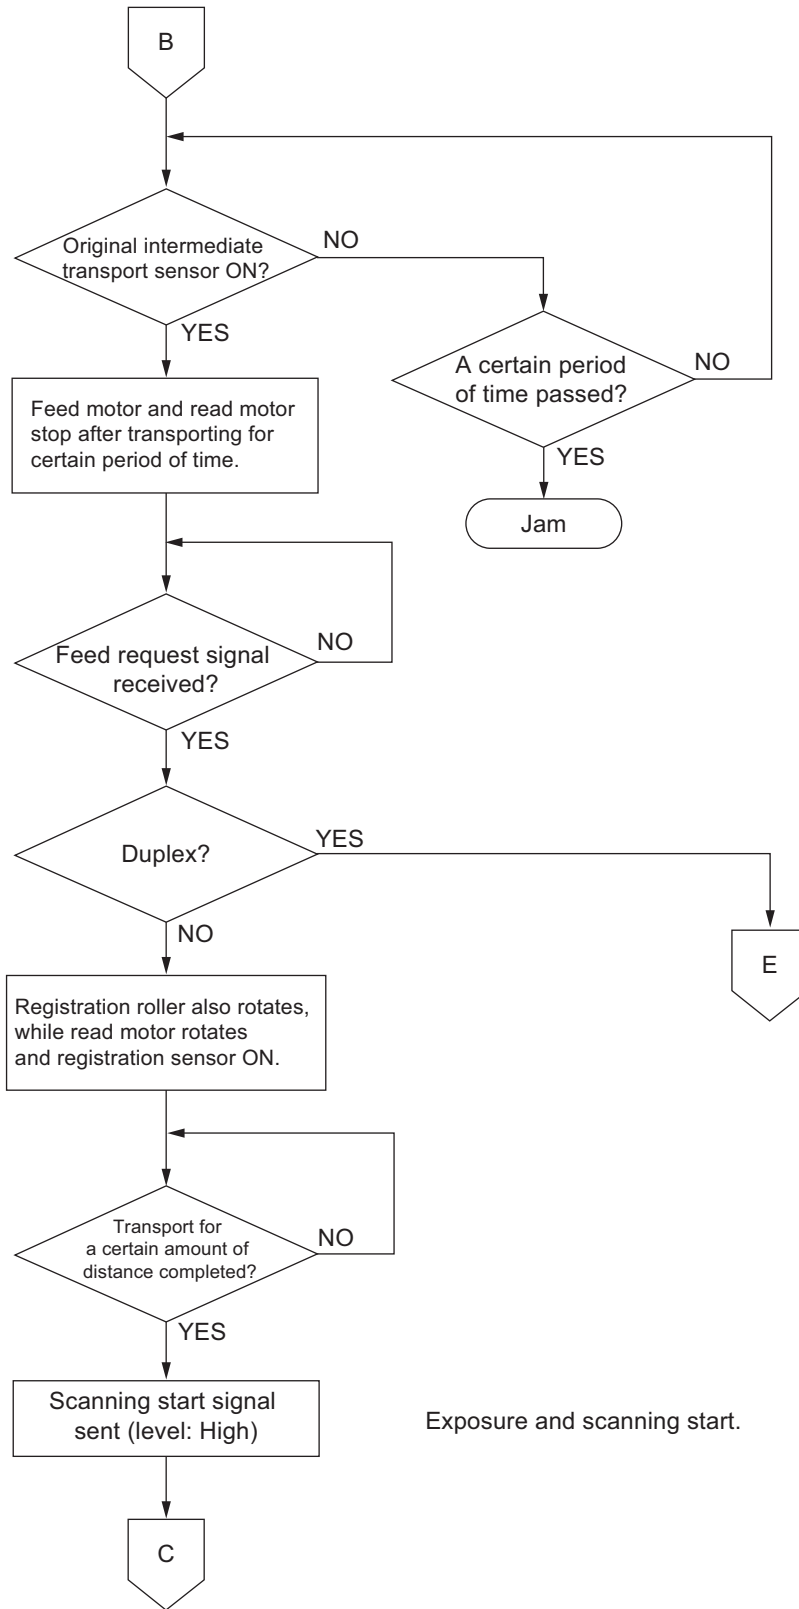 B
Original intermediate
transport sensor ON?
NO
YES
A certain period
of time passed?
NO
YES
Jam
Feed motor and read motor
stop after transporting for
certain period of time.
Feed request signal
received?
NO
YES
Duplex?
YES
NO
E
Registration roller also rotates,
while read motor rotates
and registration sensor ON.
Transport for
a certain amount of
distance completed?
NO
YES
Scanning start signal
sent (level: High)
Exposure and scanning start.
C